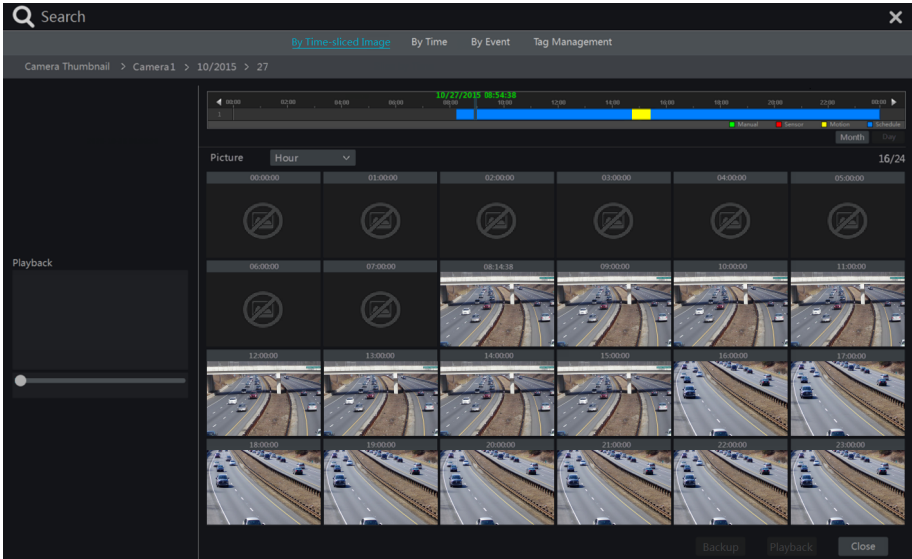 Search
By Time-sliced Image By Time By Event Tag Management
Camera Thumbnail > Camera1 > 10/2015 > 27
10/27/2015 08:54:38
00:00 02:00 04:00 06:00 08:00 10:00 12:00 14:00 16:00 18:00 20:00 22:00 00:00
1
Manual Sensor Motion Schedule
Month Day
Picture Hour 16/24
00:00:00 01:00:00 02:00:00 03:00:00 04:00:00 05:00:00
Playback
06:00:00 07:00:00 08:14:38 09:00:00 10:00:00 11:00:00
12:00:00 13:00:00 14:00:00 15:00:00 16:00:00 17:00:00
18:00:00 19:00:00 20:00:00 21:00:00 22:00:00 23:00:00
Backup Playback Close